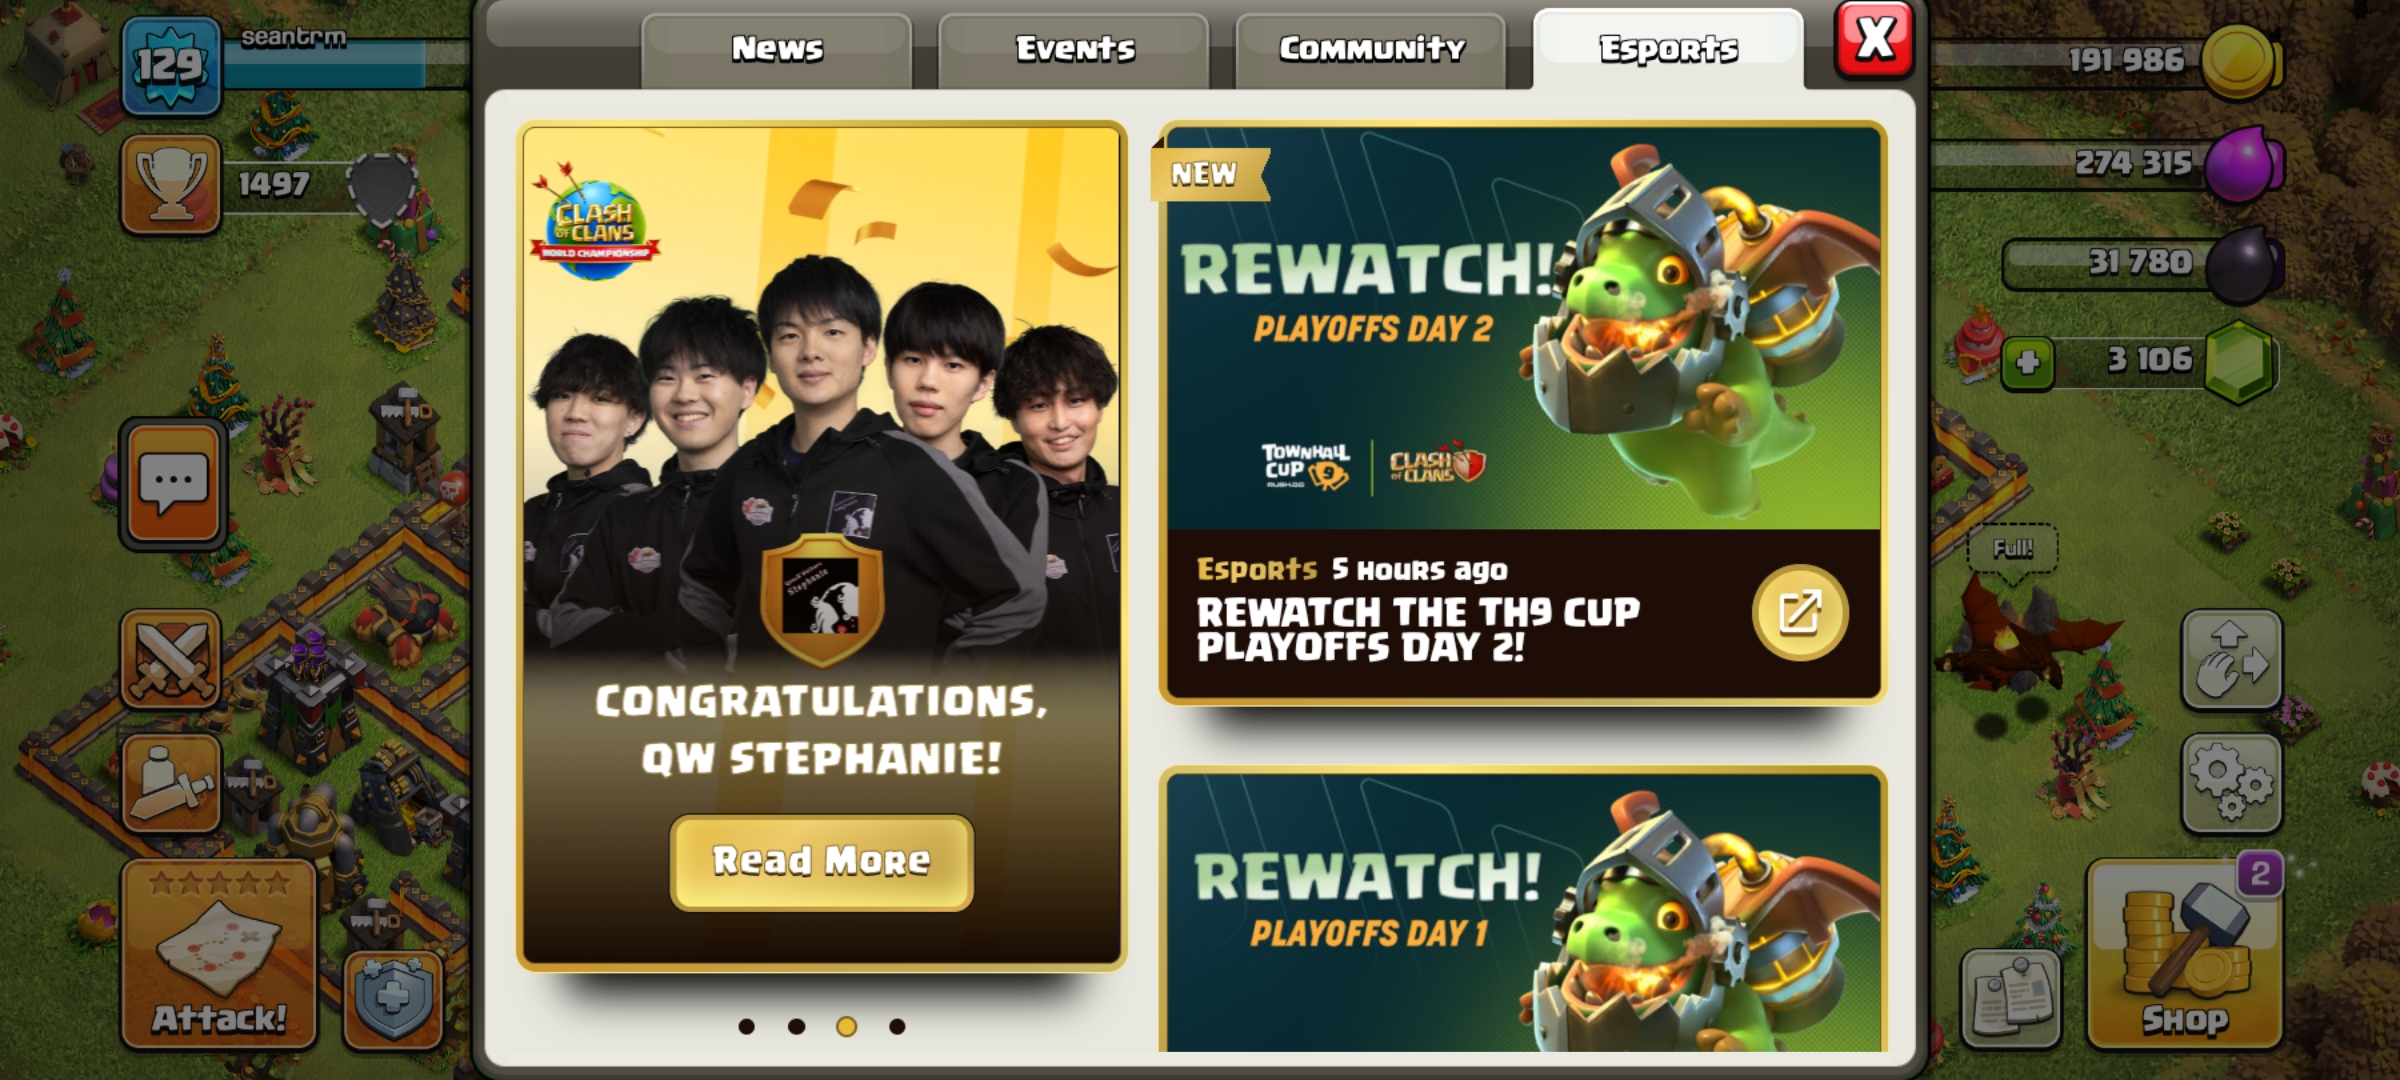 129
seantrm
1497
News
Events
Community
Esports
X
191 986
274 315
31 780
3 106
Full!
CLASH
OF CLANS
WORLD CHAMPIONSHIP
Stephanie
CONGRATULATIONS,
QW STEPHANIE!
Read More
NEW
REWATCH!
PLAYOFFS DAY 2
TOWNHALL
CUP 9
CLASH
OF CLANS
Esports 5 hours ago
REWATCH THE TH9 CUP
PLAYOFFS DAY 2!
REWATCH!
PLAYOFFS DAY 1
Attack!
2
Shop